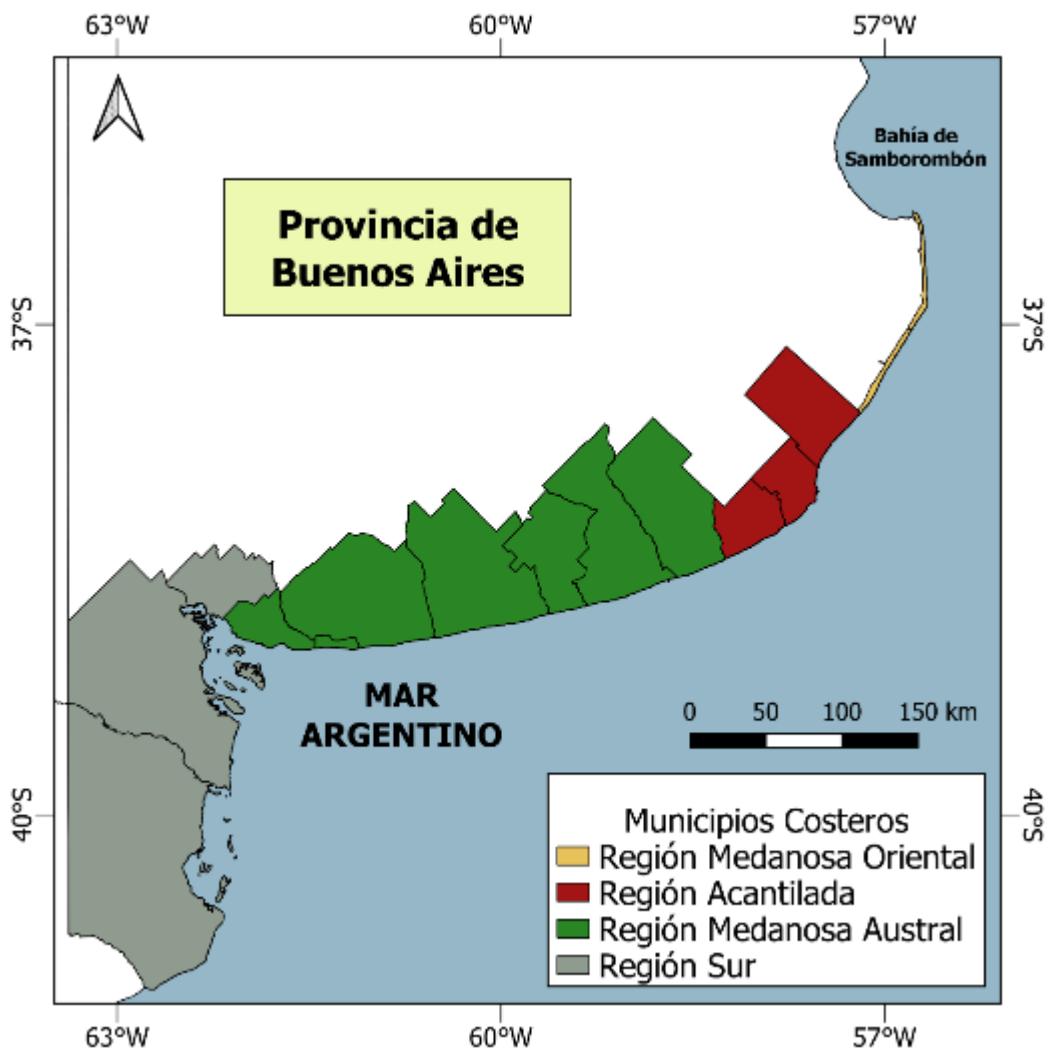 63°W
60°W
57°W
Bahía de
Samborombón
Provincia de
Buenos Aires
37°S
37°S
MAR
ARGENTINO
0 50 100 150 km
40°S
40°S
Municipios Costeros
Región Medanosa Oriental
Región Acantilada
Región Medanosa Austral
Región Sur
63°W
60°W
57°W